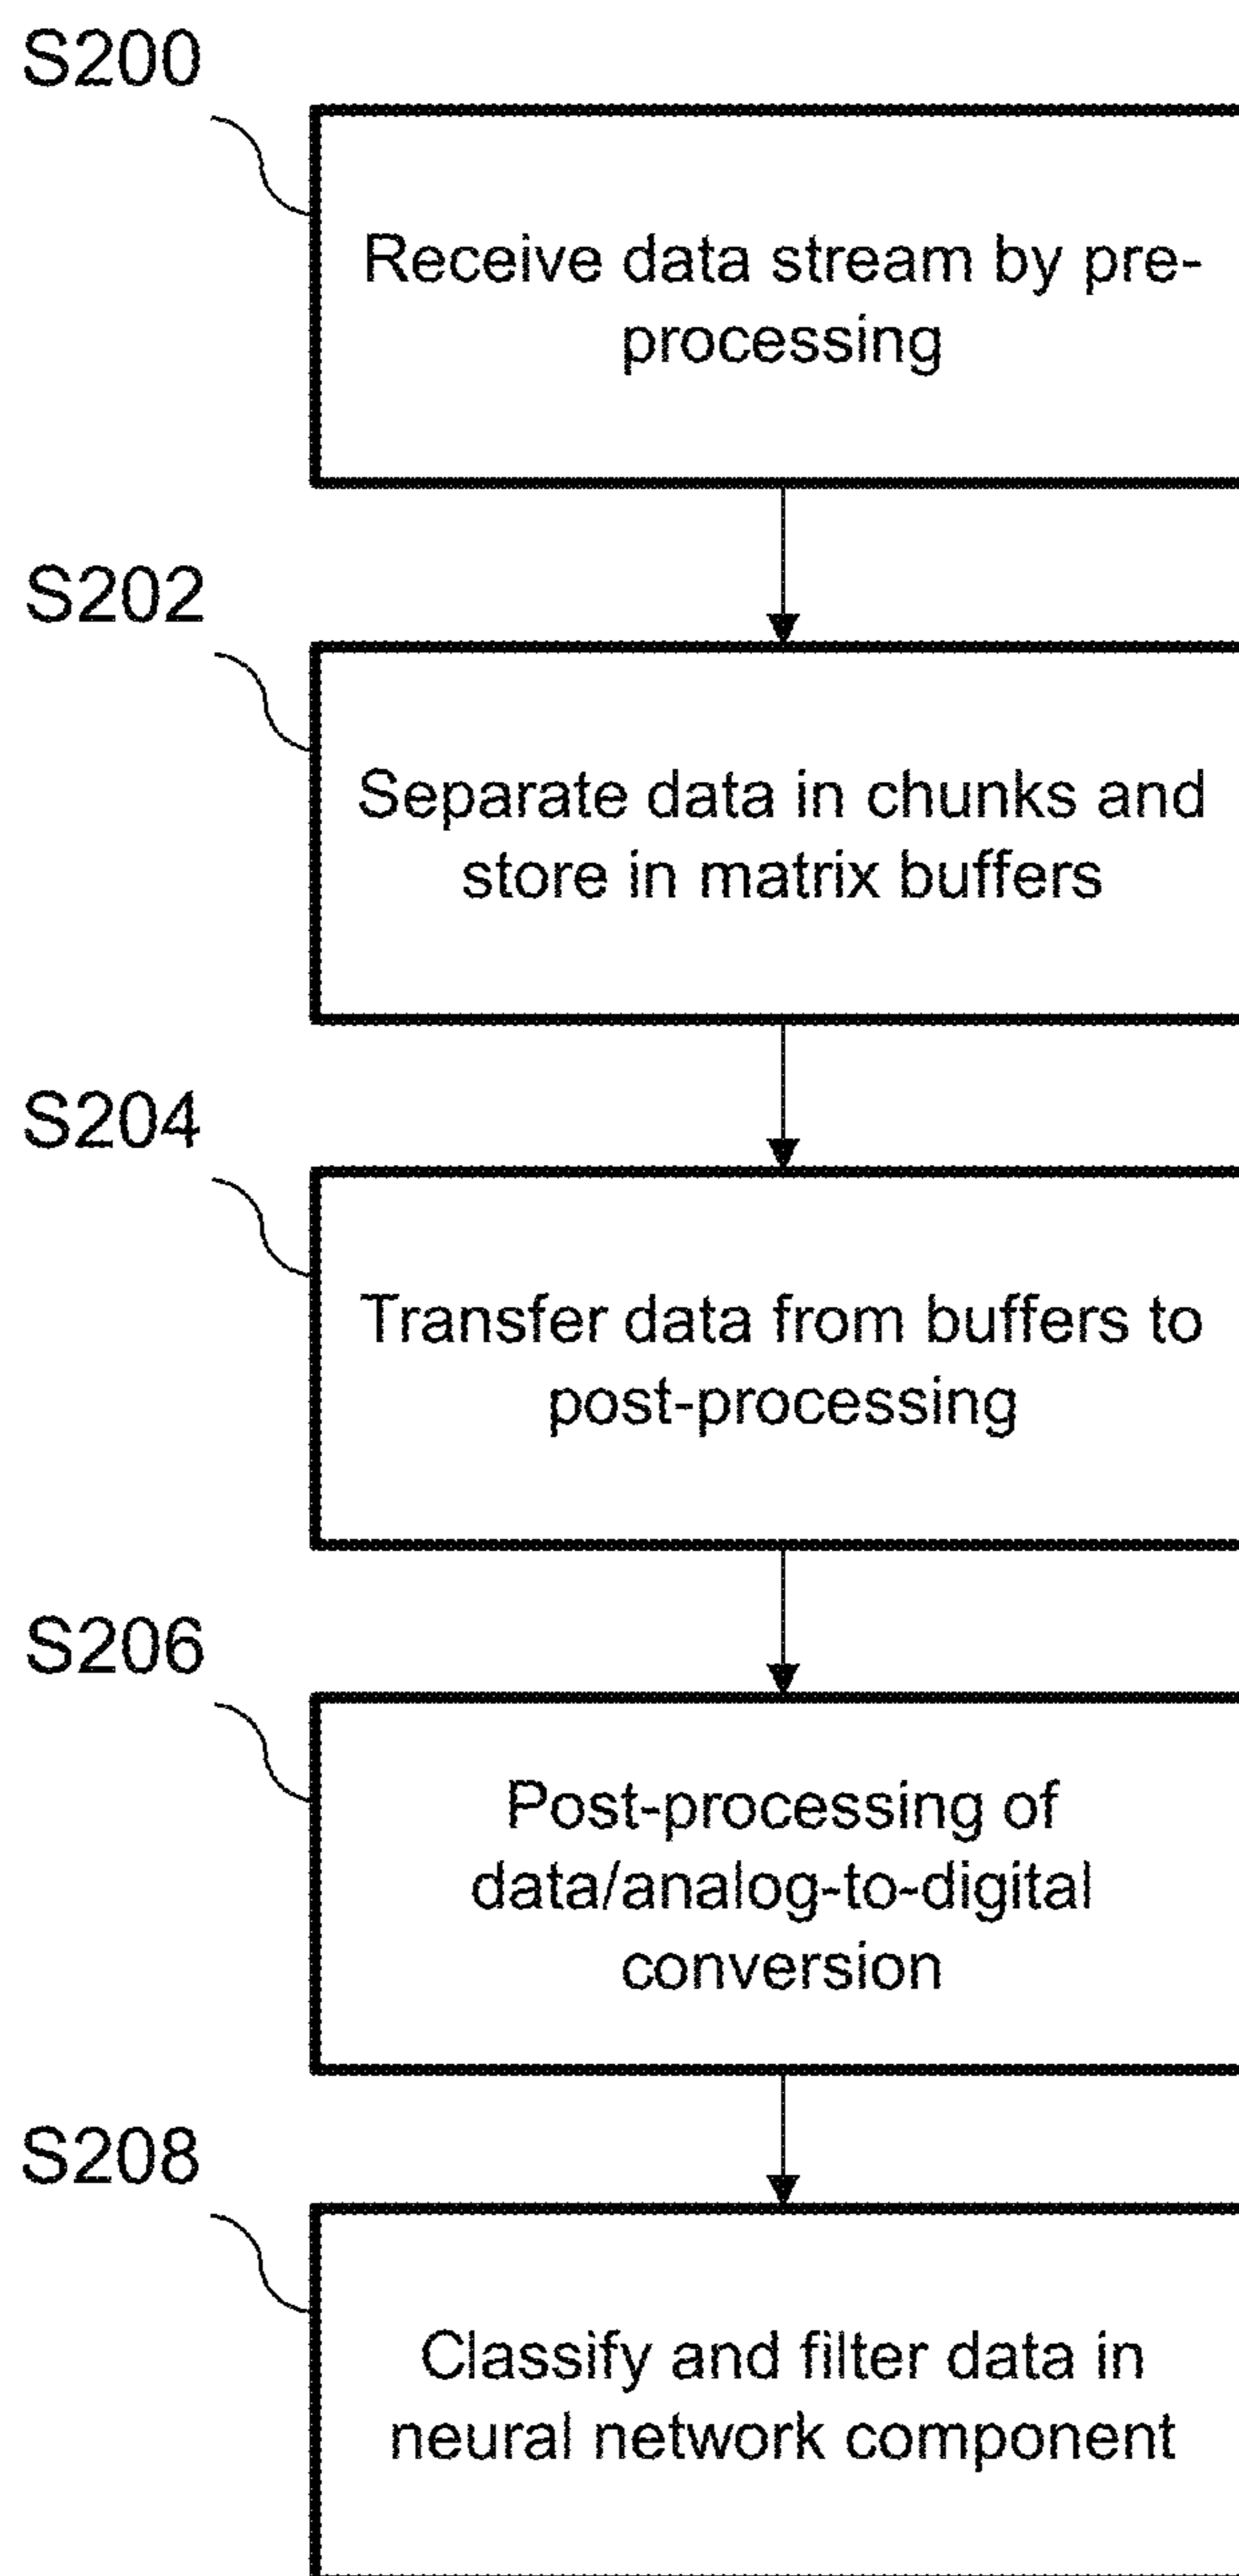 S200
Receive data stream by pre-
processing
S202
Separate data in chunks and
store in matrix buffers
S204
Transfer data from buffers to
post-processing
S206
Post-processing of
data/analog-to-digital
conversion
S208
Classify and filter data in
neural network component